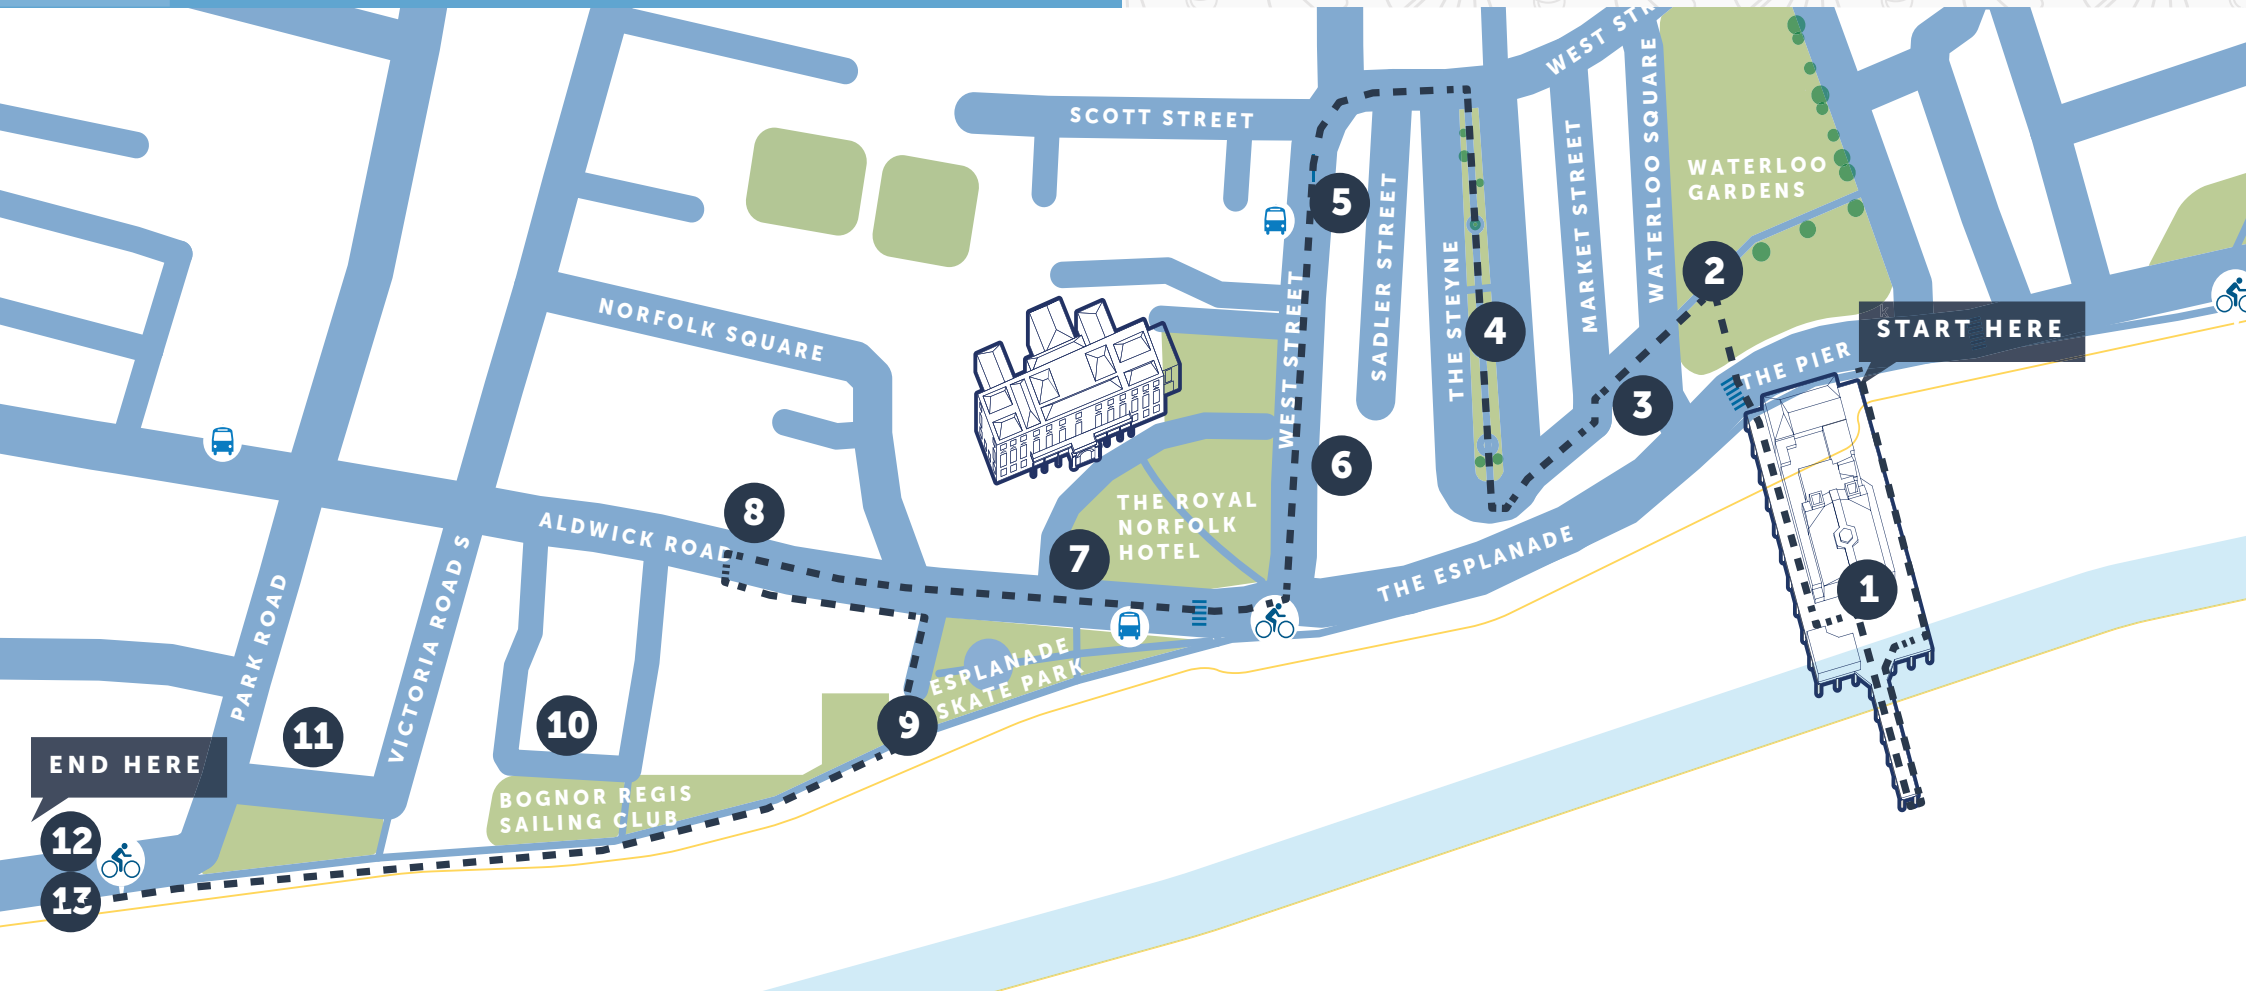 WEST STR
SCOTT STREET
WATERLOO
GARDENS
WATERLOO SQUARE
MARKET STREET
SADLER STREET
THE STEYNE
WEST STREET
5
2
4
START HERE
THE PIER
NORFOLK SQUARE
3
6
THE ROYAL
NORFOLK
HOTEL
7
8
ALDWICK ROAD
THE ESPLANADE
1
PARK ROAD
VICTORIA ROAD S
ESPLANADE
SKATE PARK
9
10
11
END HERE
BOGNOR REGIS
SAILING CLUB
12
13